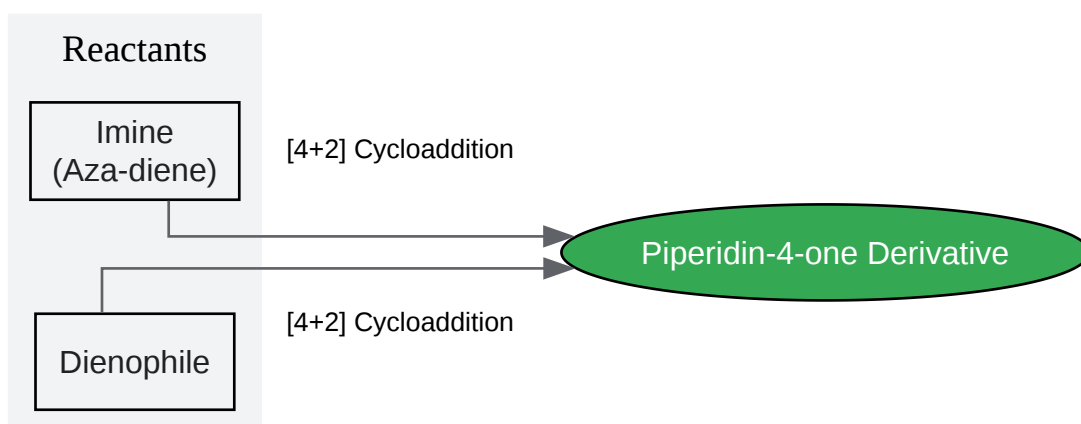 Reactants
Imine
(Aza-diene)
[4+2] Cycloaddition
Piperidin-4-one Derivative
[4+2] Cycloaddition
Dienophile